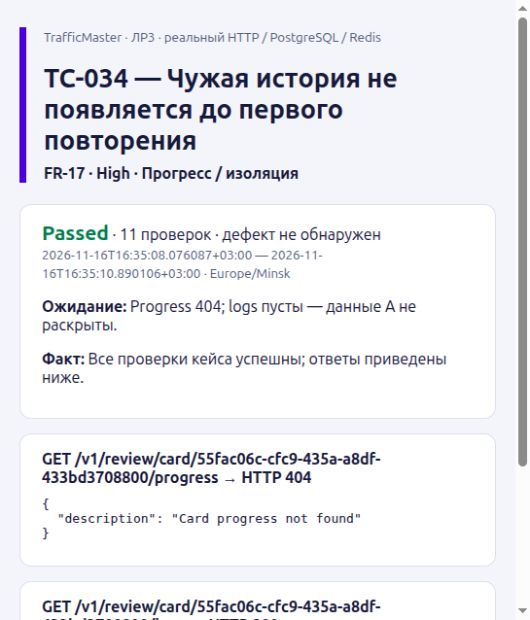 TrafficMaster · ЛР3 · реальный HTTP / PostgreSQL / Redis
TC-034 — Чужая история не
появляется до первого
повторения
FR-17 · High · Прогресс / изоляция
Passed · 11 проверок · дефект не обнаружен
2026-11-16T16:35:08.076087+03:00 — 2026-11-
16T16:35:10.890106+03:00 · Europe/Minsk
Ожидание: Progress 404; logs пусты — данные A не
раскрыты.
Факт: Все проверки кейса успешны; ответы приведены
ниже.
GET /v1/review/card/55fac06c-cfc9-435a-a8df-
433bd3708800/progress → HTTP 404
{
"description": "Card progress not found"
}
GET /v1/review/card/55fac06c-cfc9-435a-a8df-